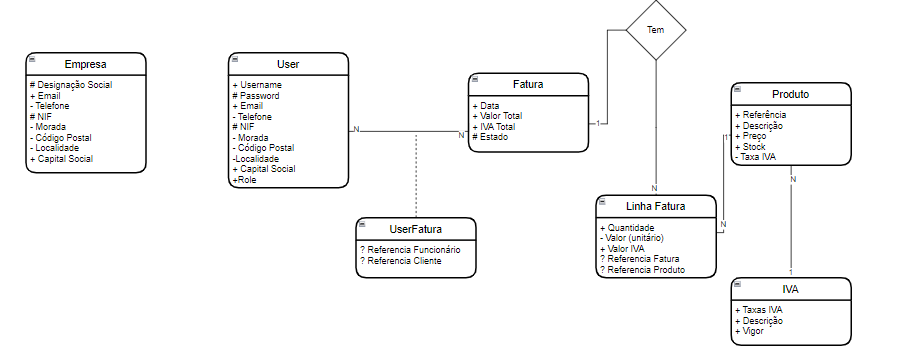 Tem
Empresa
# Designação Social
+ Email
- Telefone
# NIF
- Morada
- Código Postal
- Localidade
+ Capital Social
User
+ Username
# Password
+ Email
- Telefone
# NIF
- Morada
- Código Postal
-Localidade
+ Capital Social
+Role
N
N
Fatura
+ Data
+ Valor Total
+ IVA Total
# Estado
1
UserFatura
? Referencia Funcionário
? Referencia Cliente
N
Linha Fatura
+ Quantidade
- Valor (unitário)
+ Valor IVA
? Referencia Fatura
? Referencia Produto
N
1
Produto
+ Referência
+ Descrição
+ Preço
+ Stock
- Taxa IVA
N
1
IVA
+ Taxas IVA
+ Descrição
+ Vigor